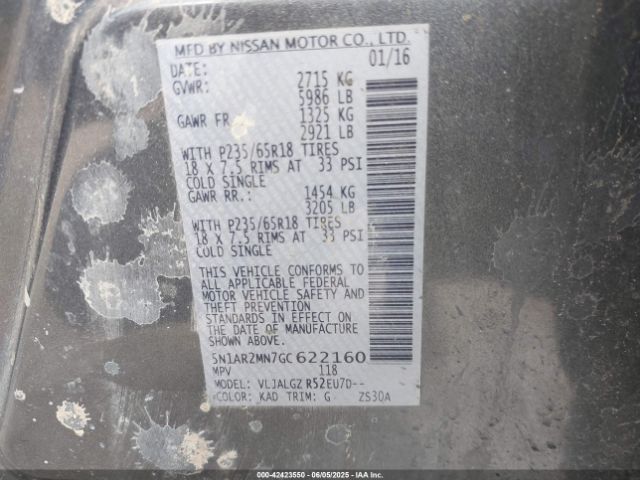 MFD BY NISSAN MOTOR CO., LTD.
DATE: 01/16
GVWR: 2715 KG
5986 LB
GAWR FR 1325 KG
2921 LB
WITH P235/65R18 TIRES
18 X 7.5 RIMS AT 33 PSI
COLD SINGLE
GAWR RR.: 1454 KG
3205 LB
WITH P235/65R18 TIRES
18 X 7.5 RIMS AT 33 PSI
COLD SINGLE
THIS VEHICLE CONFORMS TO
ALL APPLICABLE FEDERAL
MOTOR VEHICLE SAFETY AND
THEFT PREVENTION
STANDARDS IN EFFECT ON
THE DATE OF MANUFACTURE
SHOWN ABOVE.
5N1AR2MN7GC622160
MPV 118
MODEL: VLJALGZ R52EU7D--
COLOR: KAD TRIM: G ZS30A
000-42423550 | 06/05/2025 - Copyright © IAA